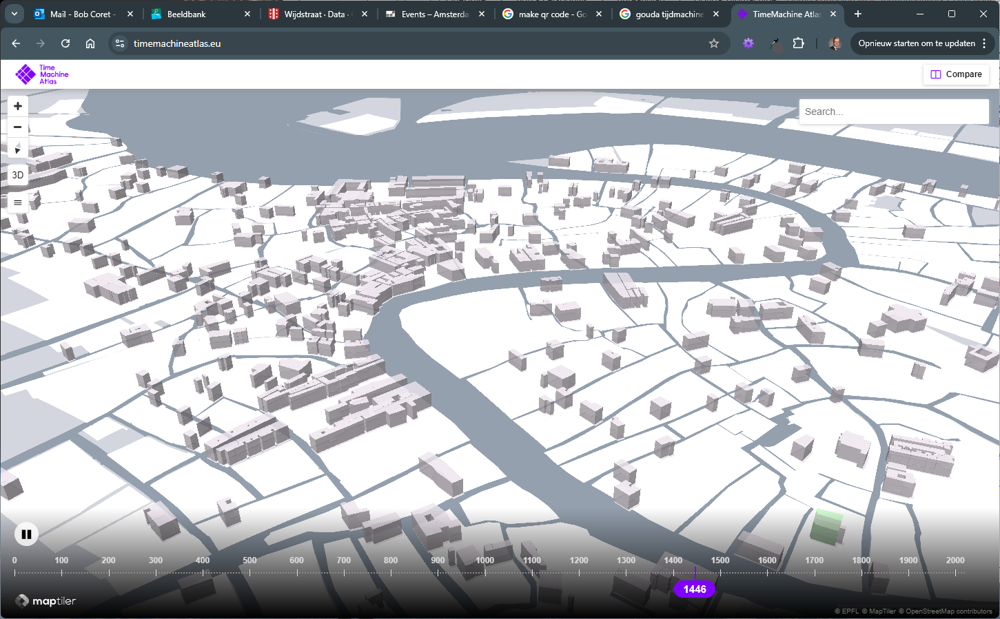 Mail - Bob Coret -
Beeldbank
Wijdstraat · Data ·
Events – Amsterda
make qr code - Go
gouda tijdmachine
TimeMachine Atla
timemachineatlas.eu
Opnieuw starten om te updaten
Time
Machine
Atlas
Compare
Search...
3D
0 100 200 300 400 500 600 700 800 900 1000 1100 1200 1300 1400 1500 1600 1700 1800 1900 2000
1446
maptiler
© EPFL © MapTiler © OpenStreetMap contributors